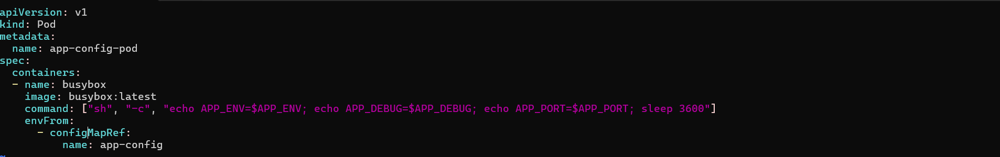 apiVersion: v1
kind: Pod
metadata:
  name: app-config-pod
spec:
  containers:
  - name: busybox
    image: busybox:latest
    command: ["sh", "-c", "echo APP_ENV=$APP_ENV; echo APP_DEBUG=$APP_DEBUG; echo APP_PORT=$APP_PORT; sleep 3600"]
    envFrom:
      - configMapRef:
          name: app-config
~